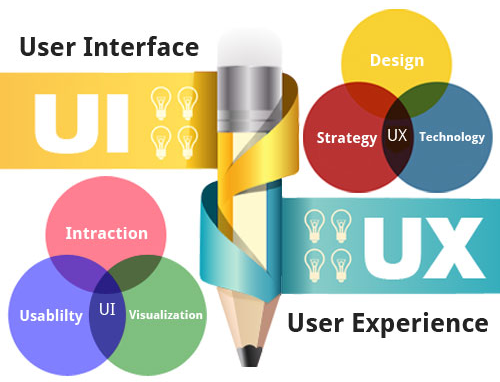 User Interface
UI
Design
Strategy
UX
Technology
Intraction
Usablilty
UI
Visualization
UX
User Experience